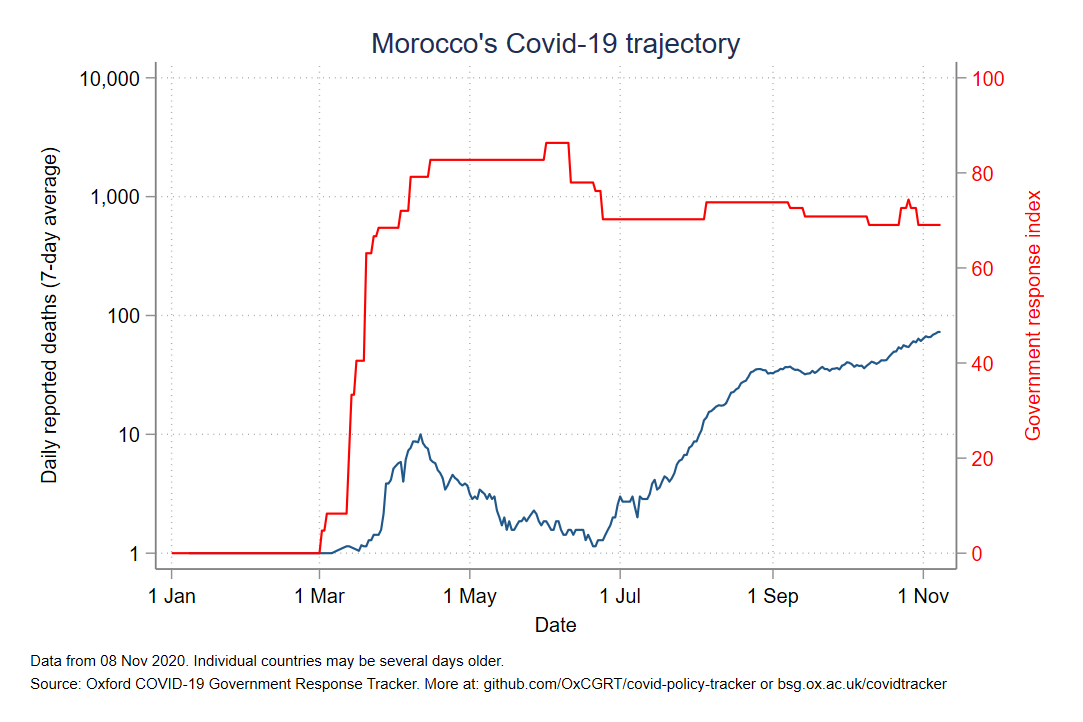 Morocco's Covid-19 trajectory
Daily reported deaths (7-day average)
10,000
1,000
100
10
1
100
80
60
40
20
0
Government response index
1 Jan 1 Mar 1 May 1 Jul 1 Sep 1 Nov
Date
Data from 08 Nov 2020. Individual countries may be several days older.
Source: Oxford COVID-19 Government Response Tracker. More at: github.com/OxCGRT/covid-policy-tracker or bsg.ox.ac.uk/covidtracker